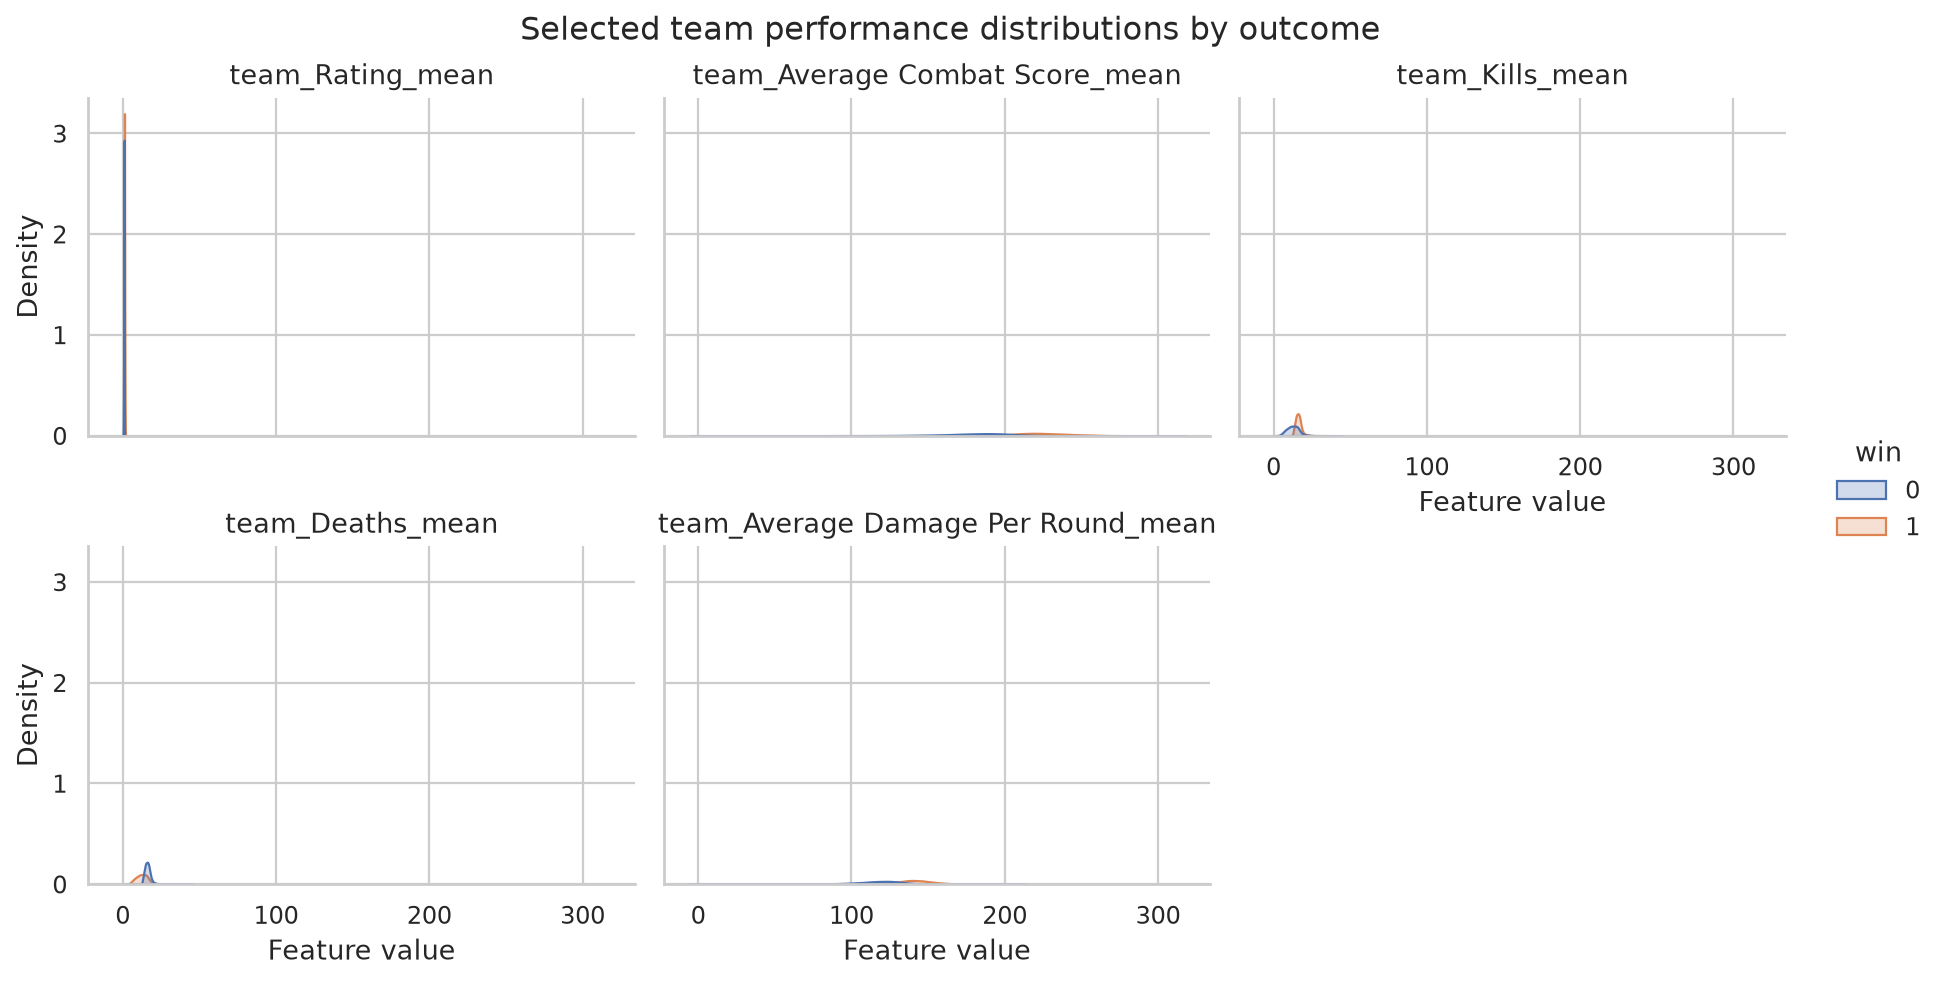 Selected team performance distributions by outcome
team_Rating_mean
team_Average Combat Score_mean
team_Kills_mean
Density
3
2
1
0
0
100
200
300
Feature value
win
0
1
team_Deaths_mean
team_Average Damage Per Round_mean
Density
3
2
1
0
0
100
200
300
0
100
200
300
Feature value
Feature value